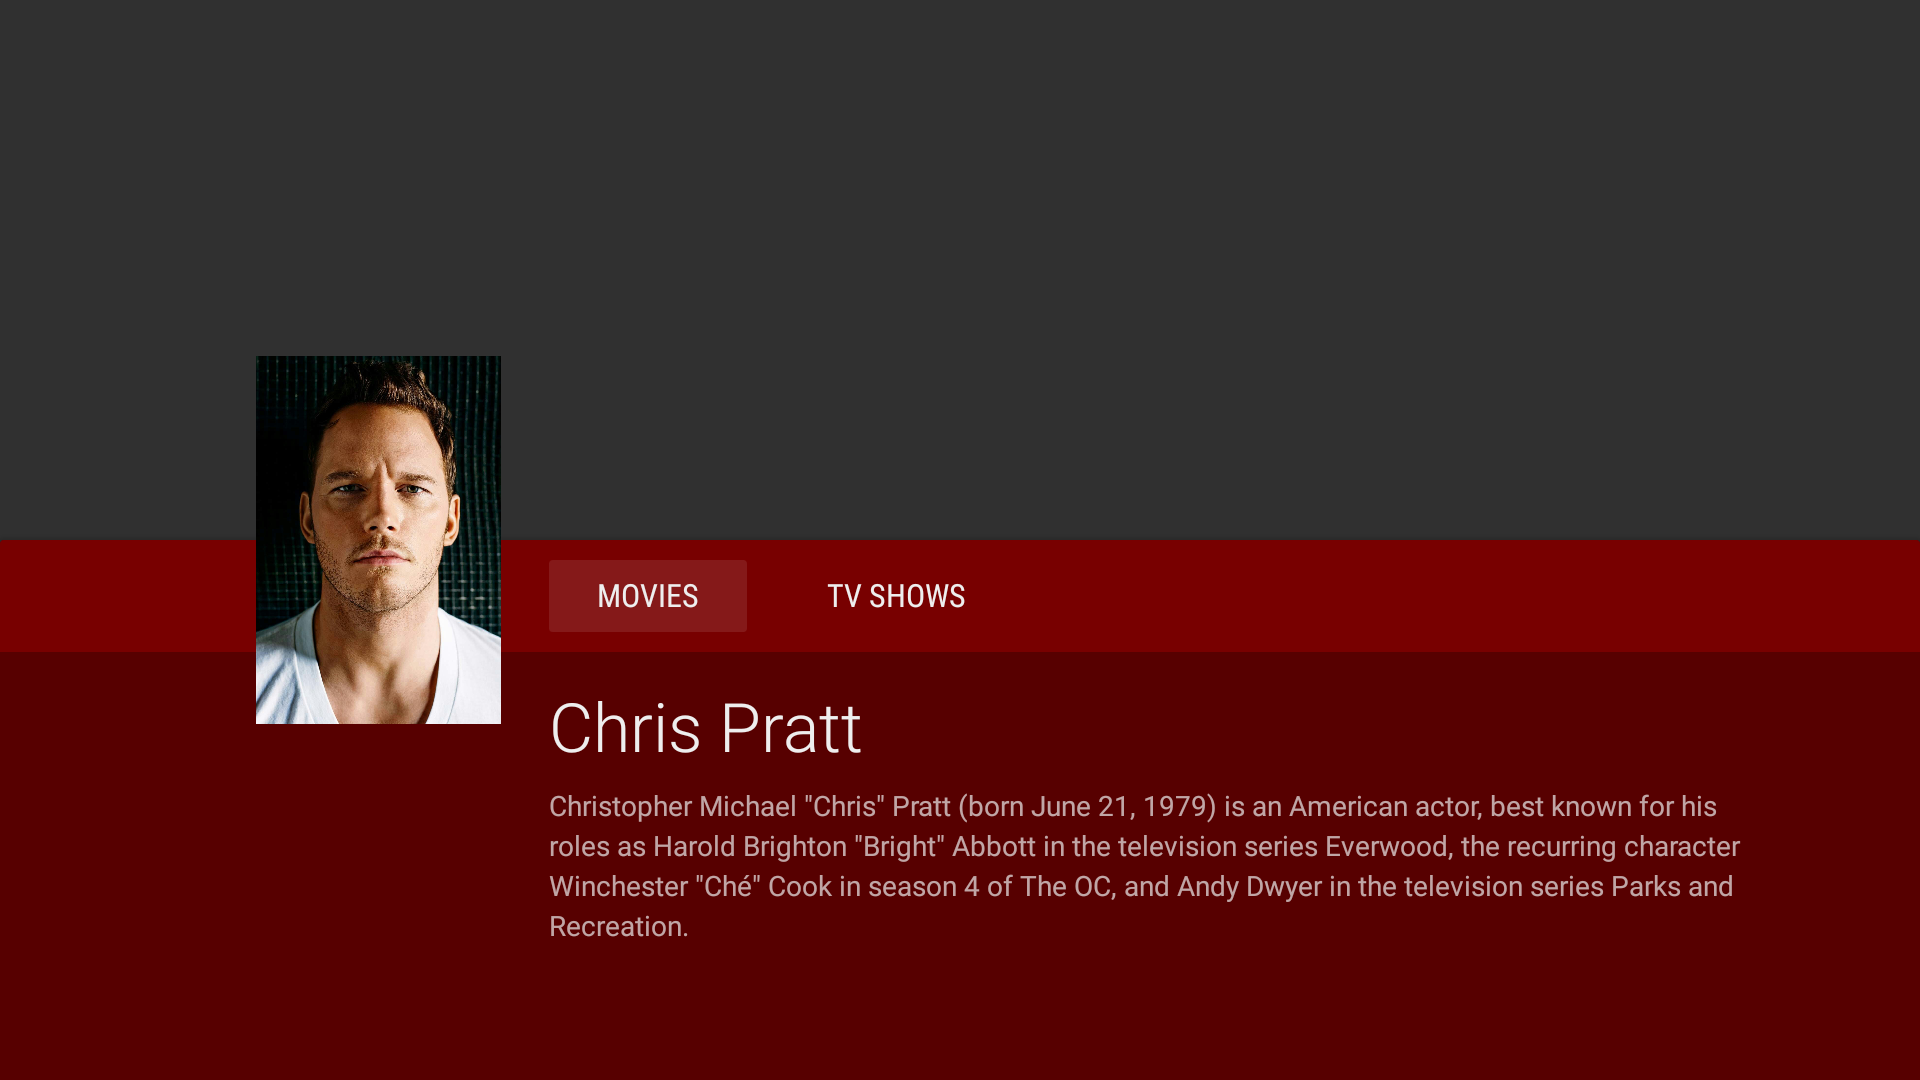 MOVIES
TV SHOWS
Chris Pratt
Christopher Michael "Chris" Pratt (born June 21, 1979) is an American actor, best known for his
roles as Harold Brighton "Bright" Abbott in the television series Everwood, the recurring character
Winchester "Ché" Cook in season 4 of The OC, and Andy Dwyer in the television series Parks and
Recreation.